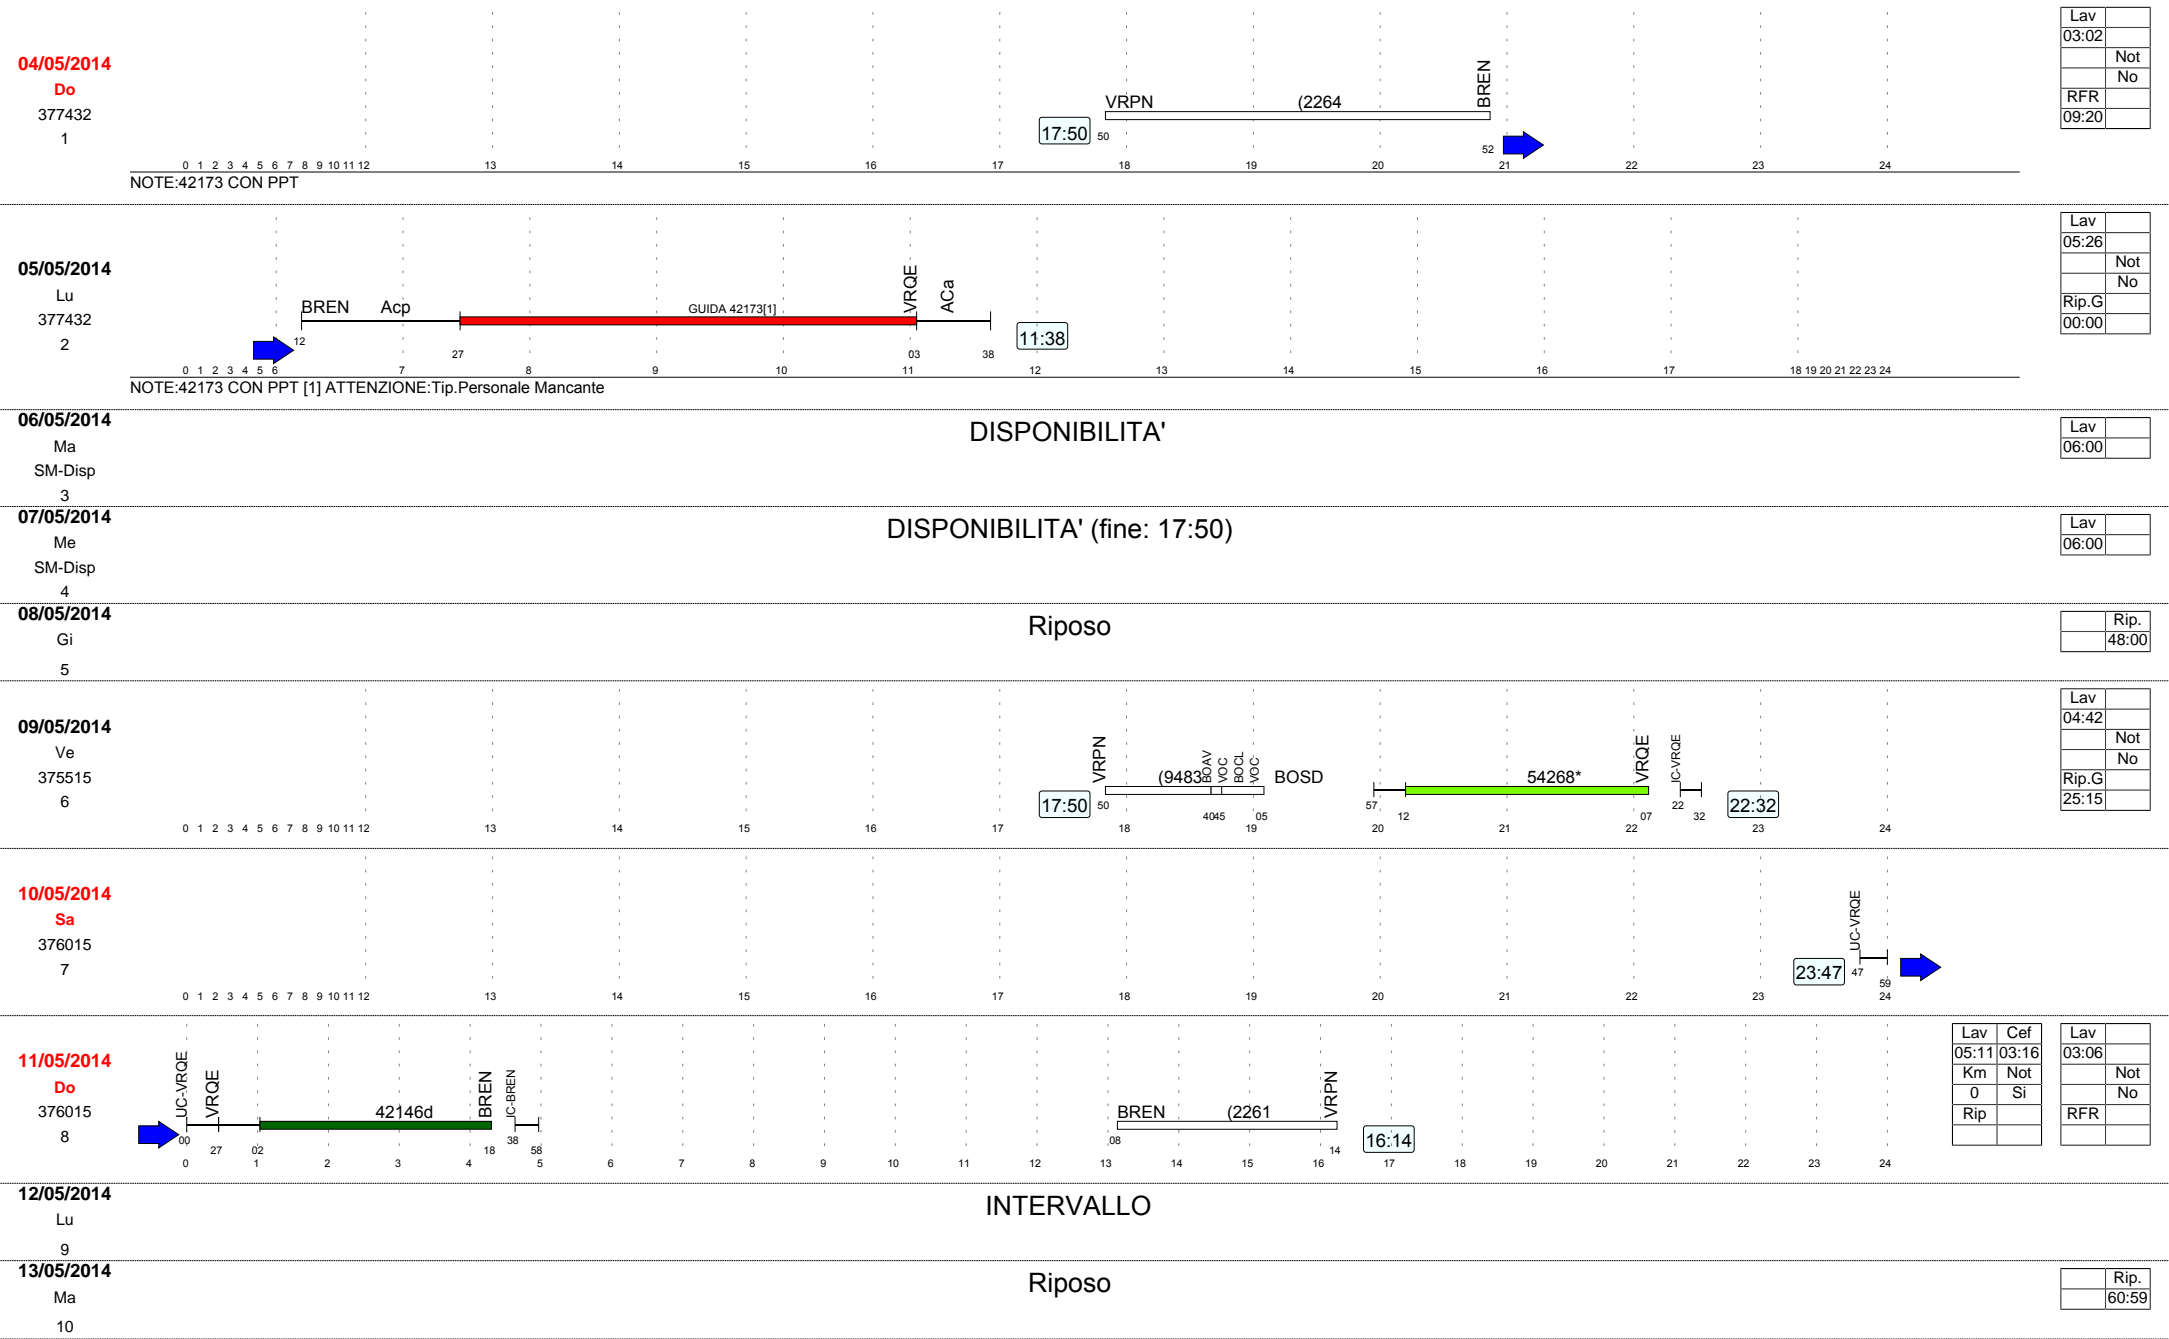 04/05/2014
Do
377432
1
VRPN (2264 BREN
17:50 50 52
0 1 2 3 4 5 6 7 8 9 10 11 12 13 14 15 16 17 18 19 20 21 22 23 24
NOTE:42173 CON PPT
Lav
03:02
Not
No
RFR
09:20
05/05/2014
Lu
377432
2
BREN Acp GUIDA 42173[1] VRQE ACa
12 27 03 38 11:38
0 1 2 3 4 5 6 7 8 9 10 11 12 13 14 15 16 17 18 19 20 21 22 23 24
NOTE:42173 CON PPT [1] ATTENZIONE:Tip.Personale Mancante
Lav
05:26
Not
No
Rip.G
00:00
06/05/2014
Ma
SM-Disp
3
DISPONIBILITA'
Lav
06:00
07/05/2014
Me
SM-Disp
4
DISPONIBILITA' (fine: 17:50)
Lav
06:00
08/05/2014
Gi
5
Riposo
Rip.
48:00
09/05/2014
Ve
375515
6
VRPN (9483 BOAV VOC BOCL VOC BOSD 54268* VRQE IC-VRQE
17:50 50 40 45 05 57 12 07 22 32 22:32
0 1 2 3 4 5 6 7 8 9 10 11 12 13 14 15 16 17 18 19 20 21 22 23 24
Lav
04:42
Not
No
Rip.G
25:15
10/05/2014
Sa
376015
7
UC-VRQE
23:47 47 59
0 1 2 3 4 5 6 7 8 9 10 11 12 13 14 15 16 17 18 19 20 21 22 23 24
11/05/2014
Do
376015
8
UC-VRQE VRQE 42146d BREN IC-BREN BREN (2261 VRPN
00 27 02 18 38 58 08 14 16:14
0 1 2 3 4 5 6 7 8 9 10 11 12 13 14 15 16 17 18 19 20 21 22 23 24
Lav Cef
05:11 03:16
Km Not
0 Si
Rip
Lav
03:06
Not
No
RFR
12/05/2014
Lu
9
INTERVALLO
13/05/2014
Ma
10
Riposo
Rip.
60:59